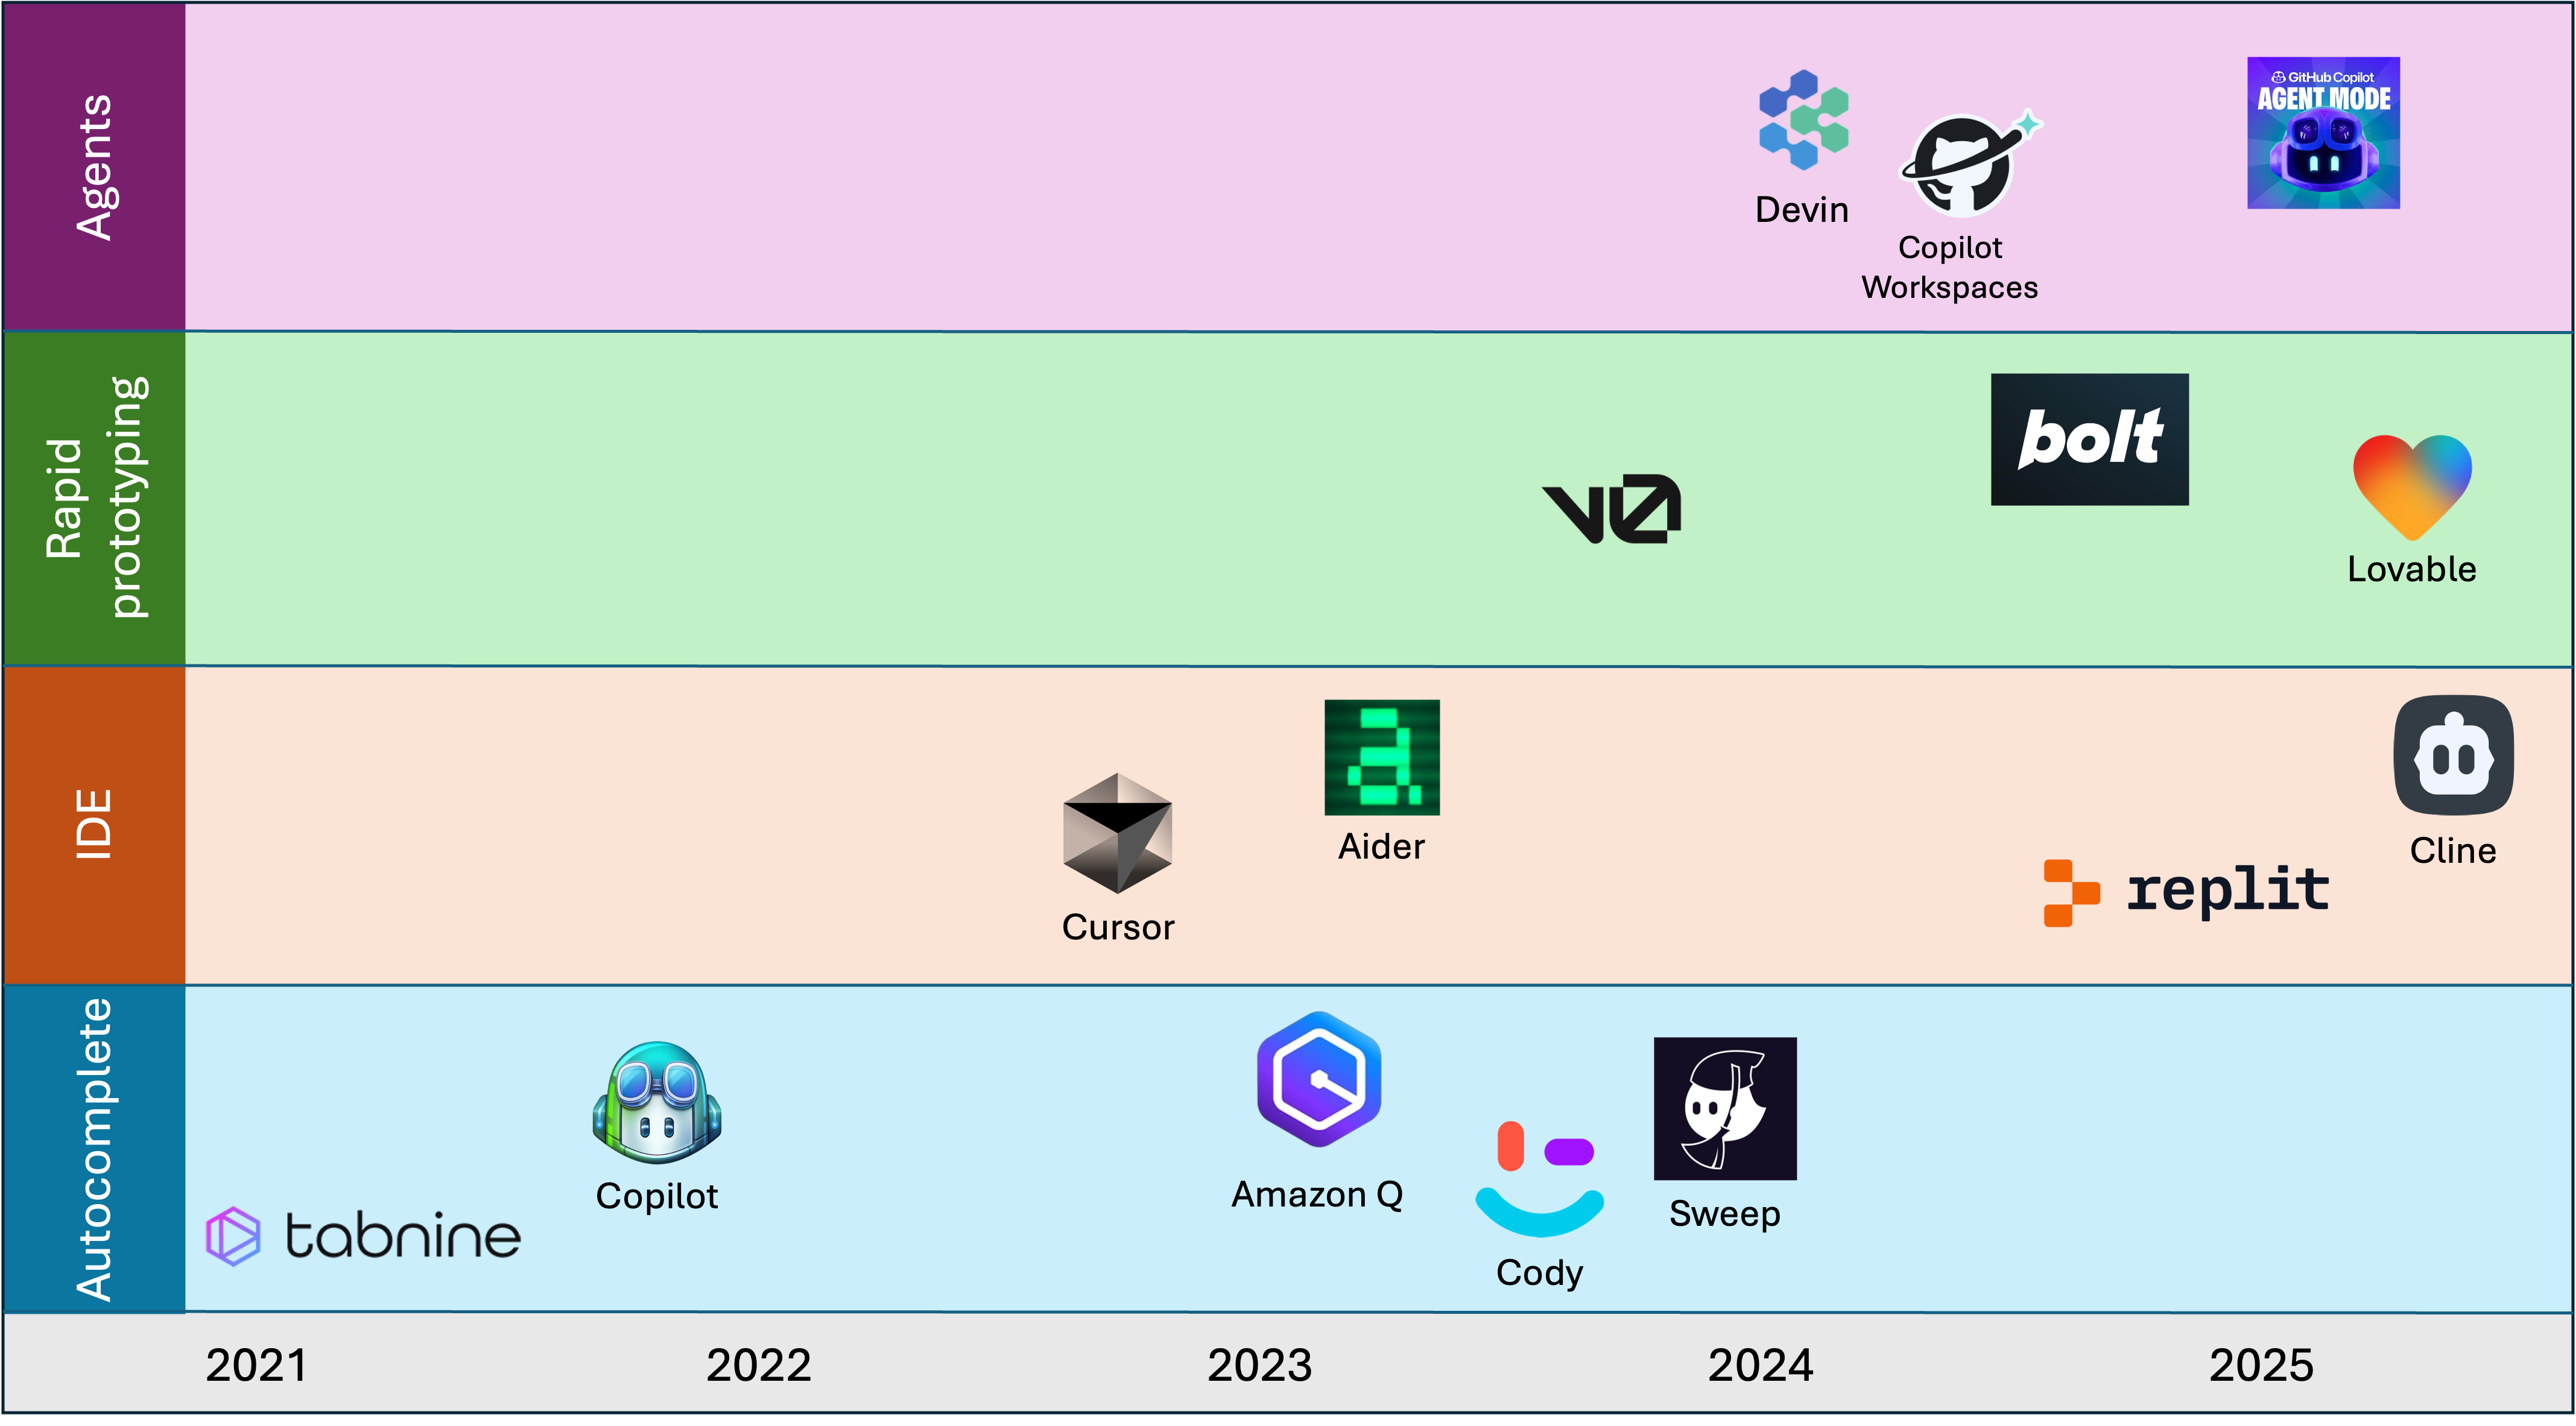 Agents
Devin
Copilot
Workspaces
GitHub Copilot
AGENT MODE
Rapid
prototyping
v0
bolt
Lovable
IDE
Cursor
a
Aider
replit
Cline
Autocomplete
tabnine
Copilot
Amazon Q
Cody
Sweep
2021 2022 2023 2024 2025